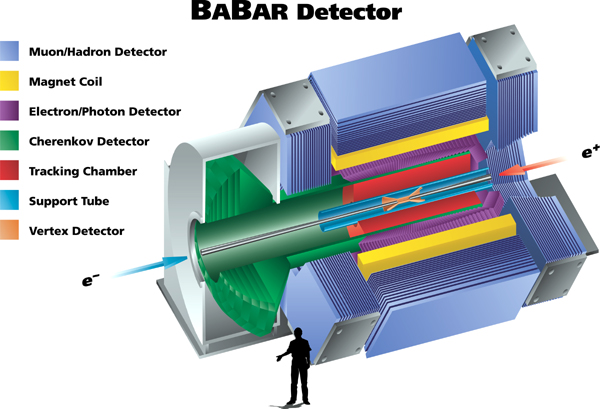 BABAR Detector
Muon/Hadron Detector
Magnet Coil
Electron/Photon Detector
Cherenkov Detector
Tracking Chamber
Support Tube
Vertex Detector
e+
e−